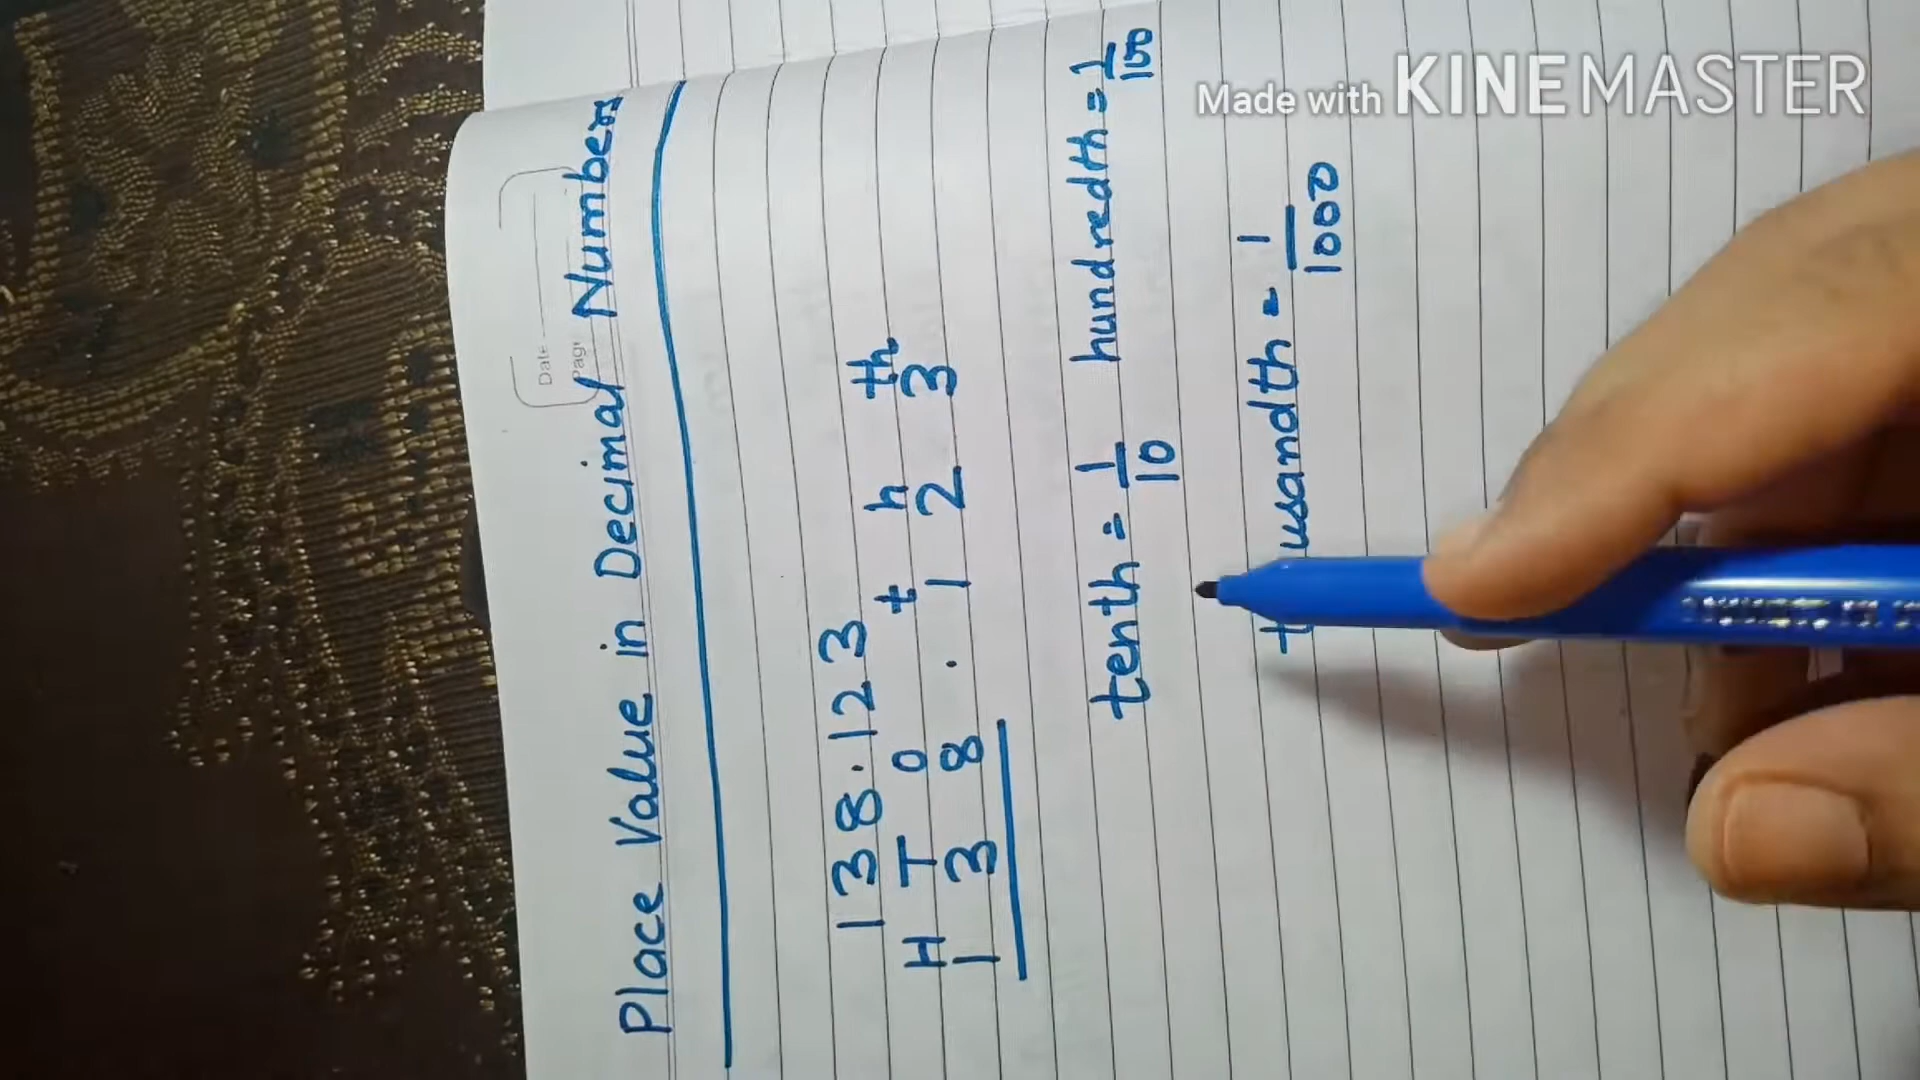 Made with KINEMASTER
Date
Pag
Place Value in Decimal Numbers
138.123
H T O t h th
1 3 8 . 1 2 3
tenth = 1/10 hundredth = 1/100
usandth = 1/1000